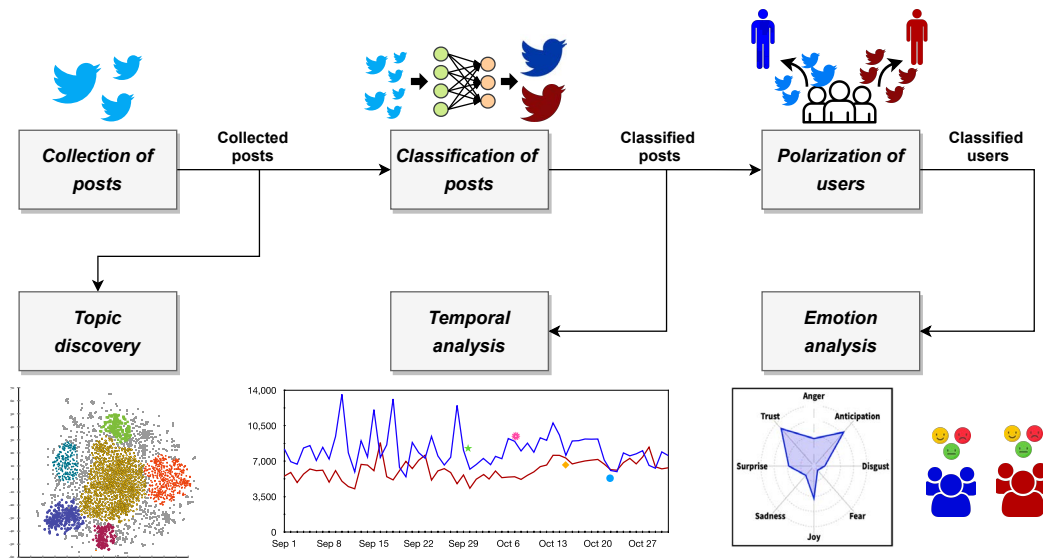 Collection of
posts
Collected
posts
Classification of
posts
Classified
posts
Polarization of
users
Classified
users
Topic
discovery
Temporal
analysis
Emotion
analysis
14,000
10,500
7,000
3,500
0
Sep 1
Sep 8
Sep 15
Sep 22
Sep 29
Oct 6
Oct 13
Oct 20
Oct 27
Anger
Trust
Anticipation
Surprise
Disgust
Sadness
Fear
Joy